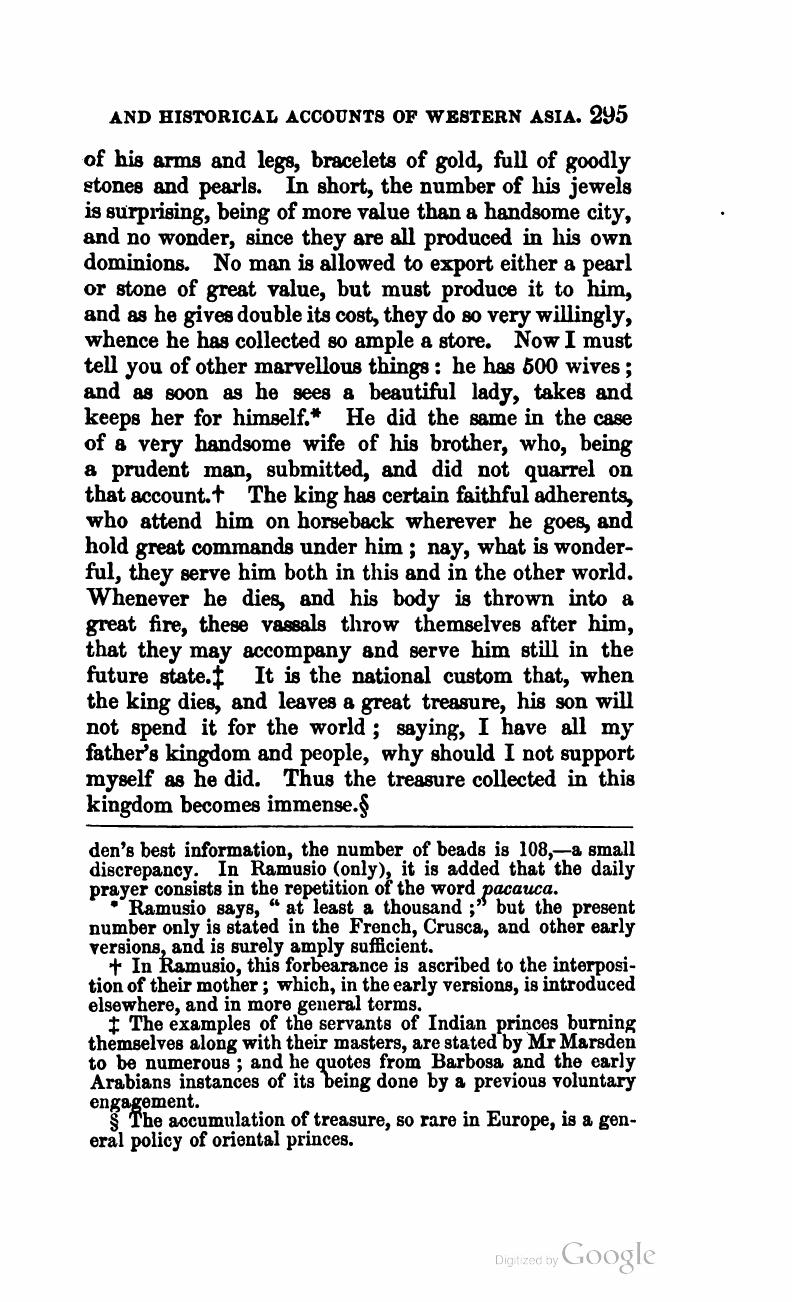 AND HISTORICAL ACCOUNTS OF WESTERN ASIA. 295
of his arms and legs, bracelets of gold, full of goodly
stones and pearls. In short, the number of his jewels
is surprising, being of more value than a handsome city,
and no wonder, since they are all produced in his own
dominions. No man is allowed to export either a pearl
or stone of great value, but must produce it to him,
and as he gives double its cost, they do so very willingly,
whence he has collected so ample a store. Now I must
tell you of other marvellous things: he has 500 wives;
and as soon as he sees a beautiful lady, takes and
keeps her for himself.* He did the same in the case
of a very handsome wife of his brother, who, being
a prudent man, submitted, and did not quarrel on
that account.† The king has certain faithful adherents,
who attend him on horseback wherever he goes, and
hold great commands under him; nay, what is wonder-
ful, they serve him both in this and in the other world.
Whenever he dies, and his body is thrown into a
great fire, these vassals throw themselves after him,
that they may accompany and serve him still in the
future state.‡ It is the national custom that, when
the king dies, and leaves a great treasure, his son will
not spend it for the world; saying, I have all my
father's kingdom and people, why should I not support
myself as he did. Thus the treasure collected in this
kingdom becomes immense.§
den's best information, the number of beads is 108,—a small
discrepancy. In Ramusio (only), it is added that the daily
prayer consists in the repetition of the word pacauca.
* Ramusio says, "at least a thousand;" but the present
number only is stated in the French, Crusca, and other early
versions, and is surely amply sufficient.
† In Ramusio, this forbearance is ascribed to the interposi-
tion of their mother; which, in the early versions, is introduced
elsewhere, and in more general terms.
‡ The examples of the servants of Indian princes burning
themselves along with their masters, are stated by Mr Marsden
to be numerous; and he quotes from Barbosa and the early
Arabians instances of its being done by a previous voluntary
engagement.
§ The accumulation of treasure, so rare in Europe, is a gen-
eral policy of oriental princes.
Digitized by Google